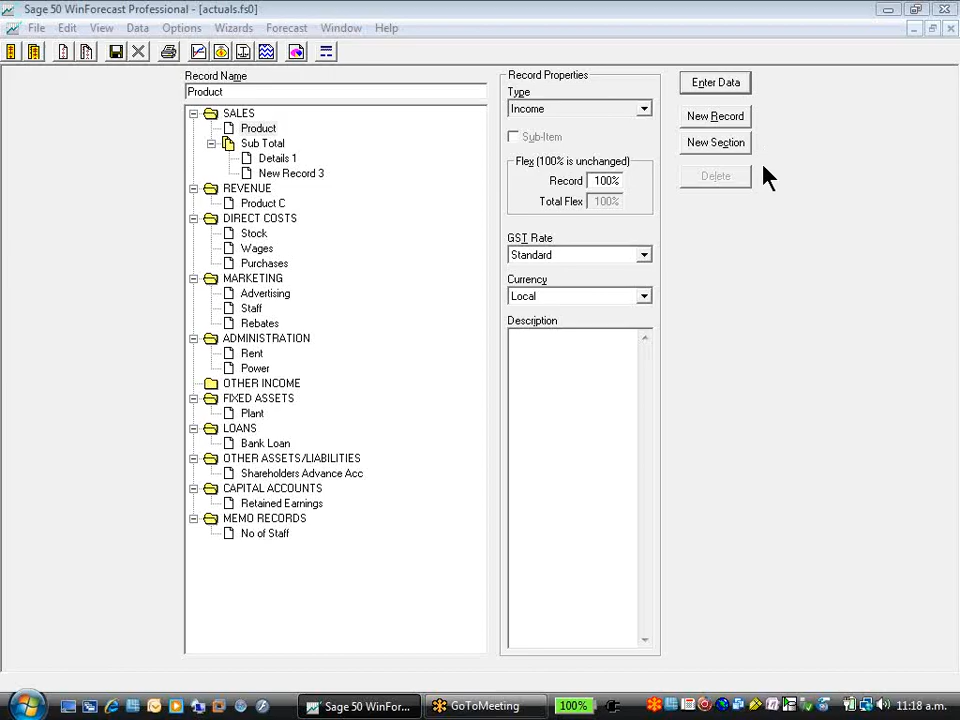 Sage 50 WinForecast Professional - [actuals.fs0]
File Edit View Data Options Wizards Forecast Window Help
Record Name
Product
SALES
Product
Sub Total
Details 1
New Record 3
REVENUE
Product C
DIRECT COSTS
Stock
Wages
Purchases
MARKETING
Advertising
Staff
Rebates
ADMINISTRATION
Rent
Power
OTHER INCOME
FIXED ASSETS
Plant
LOANS
Bank Loan
OTHER ASSETS/LIABILITIES
Shareholders Advance Acc
CAPITAL ACCOUNTS
Retained Earnings
MEMO RECORDS
No of Staff
Record Properties
Type
Income
Sub-Item
Flex (100% is unchanged)
Record 100%
Total Flex 100%
GST Rate
Standard
Currency
Local
Description
Enter Data
New Record
New Section
Delete
Sage 50 WinFor...
GoToMeeting
100%
11:18 a.m.